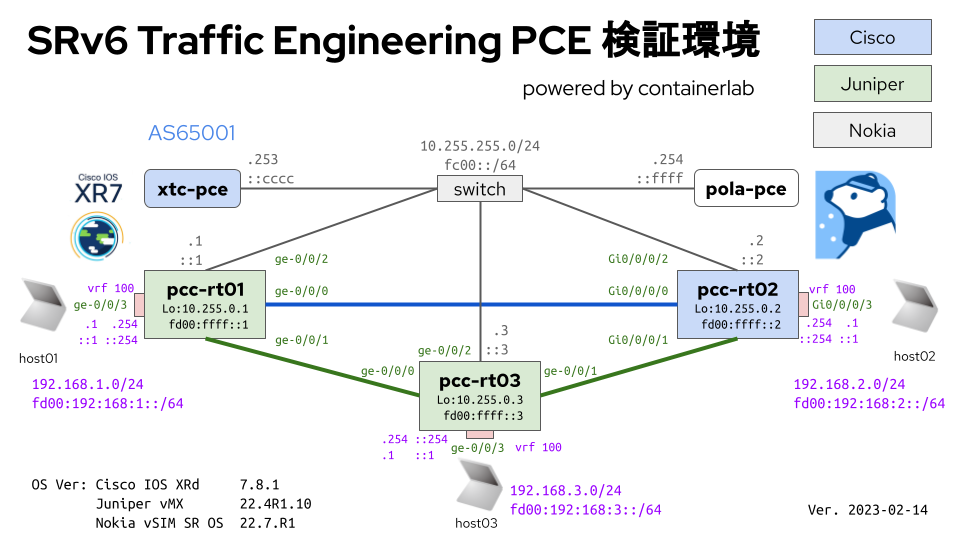 SRv6 Traffic Engineering PCE 検証環境
powered by containerlab
Cisco
Juniper
Nokia
AS65001
Cisco IOS
XR7
xtc-pce
.253
::cccc
10.255.255.0/24
fc00::/64
switch
.254
::ffff
pola-pce
.1
::1
ge-0/0/2
Gi0/0/0/2
.2
::2
vrf 100
ge-0/0/3
.1 .254
::1 ::254
host01
pcc-rt01
Lo:10.255.0.1
fd00:ffff::1
ge-0/0/0
Gi0/0/0/0
pcc-rt02
Lo:10.255.0.2
fd00:ffff::2
vrf 100
Gi0/0/0/3
.254 .1
::254 ::1
host02
ge-0/0/1
Gi0/0/0/1
.3
::3
ge-0/0/2
ge-0/0/0
ge-0/0/1
pcc-rt03
Lo:10.255.0.3
fd00:ffff::3
192.168.1.0/24
fd00:192:168:1::/64
192.168.2.0/24
fd00:192:168:2::/64
.254 ::254
.1 ::1
ge-0/0/3
vrf 100
host03
192.168.3.0/24
fd00:192:168:3::/64
OS Ver: Cisco IOS XRd 7.8.1
Juniper vMX 22.4R1.10
Nokia vSIM SR OS 22.7.R1
Ver. 2023-02-14